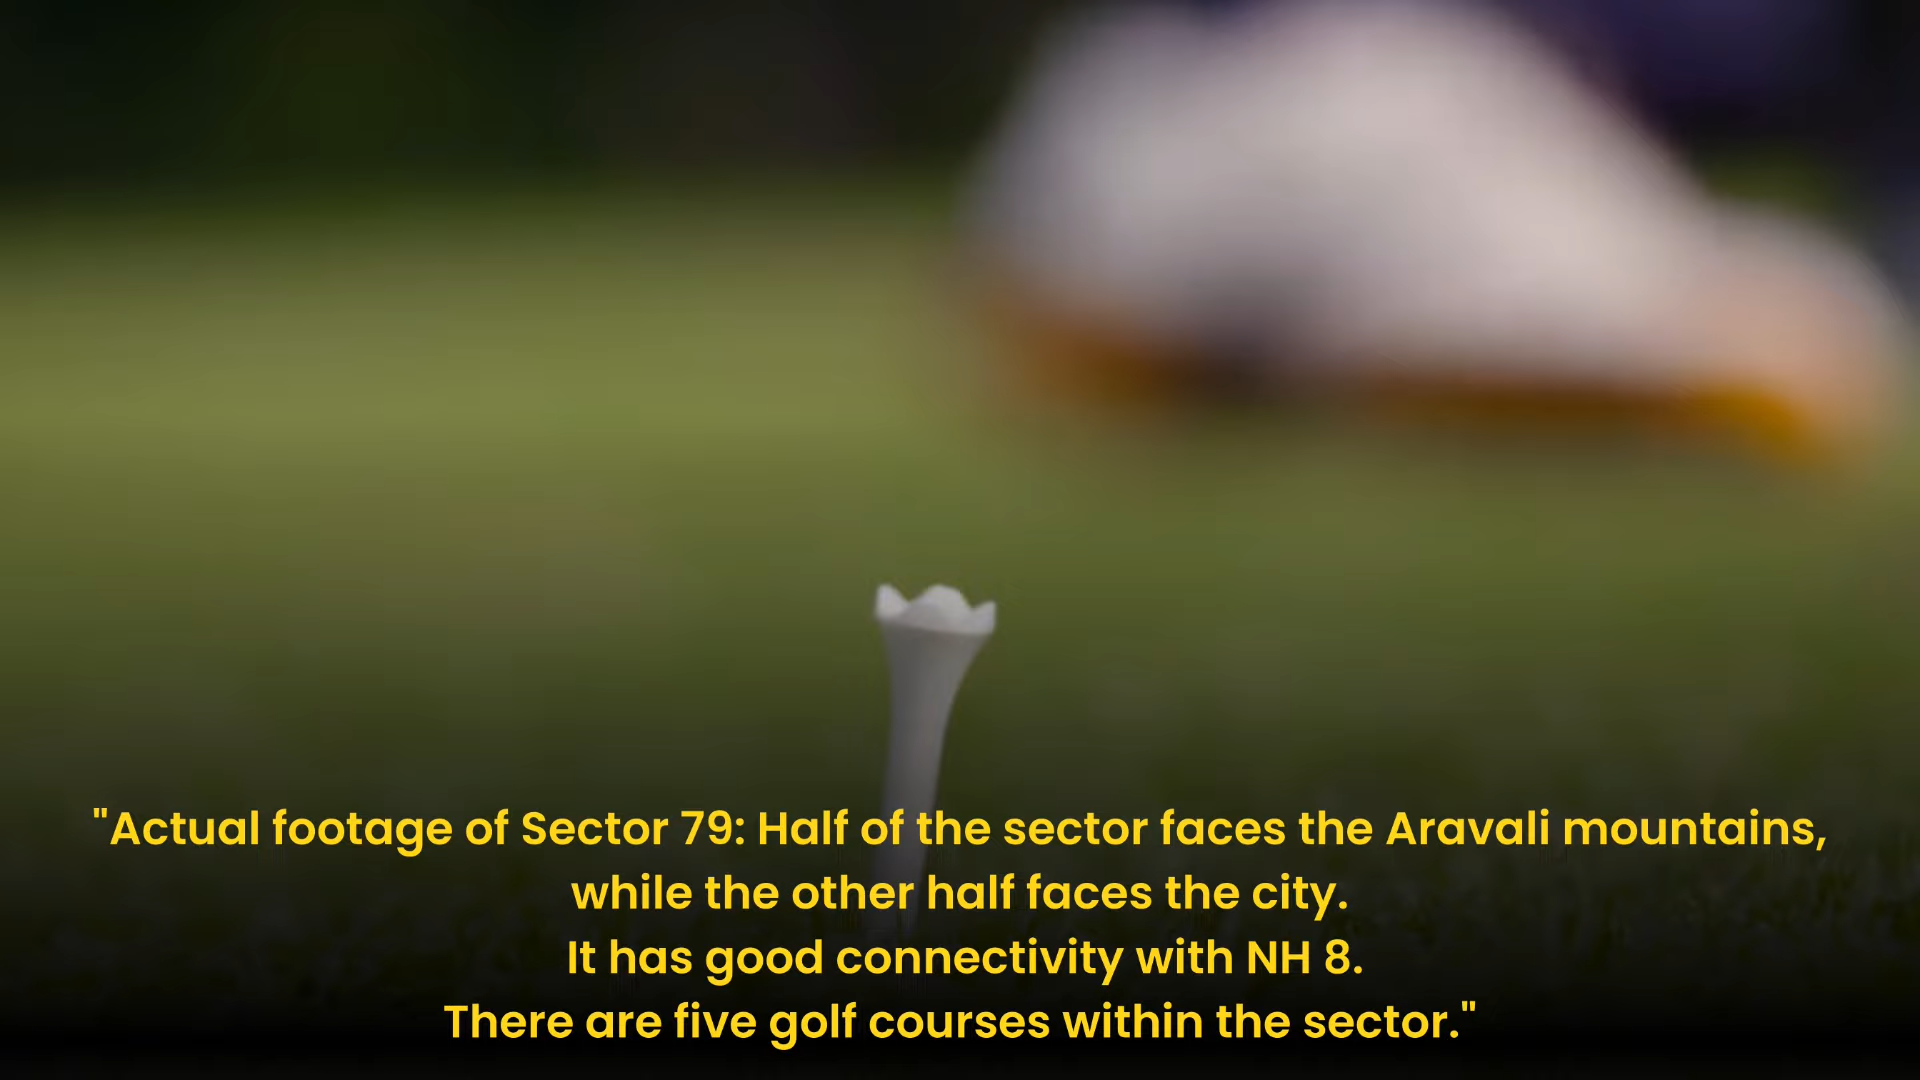 "Actual footage of Sector 79: Half of the sector faces the Aravali mountains,
while the other half faces the city.
It has good connectivity with NH 8.
There are five golf courses within the sector."